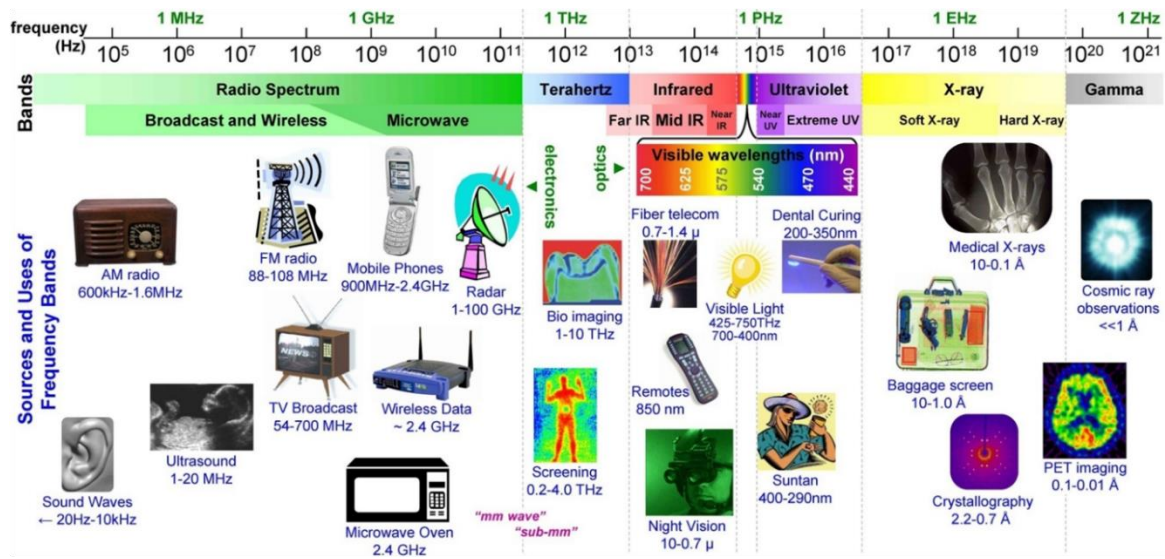 1 MHz 1 GHz 1 THz 1 PHz 1 EHz 1 ZHz
frequency
(Hz)
10⁵ 10⁶ 10⁷ 10⁸ 10⁹ 10¹⁰ 10¹¹ 10¹² 10¹³ 10¹⁴ 10¹⁵ 10¹⁶ 10¹⁷ 10¹⁸ 10¹⁹ 10²⁰ 10²¹
Bands
Radio Spectrum Terahertz Infrared Ultraviolet X-ray Gamma
Broadcast and Wireless Microwave
Far IR Mid IR
Near
IR
Near
UV
Extreme UV Soft X-ray Hard X-ray
electronics
optics
Visible wavelengths (nm)
700 625 575 540 470 440
Sources and Uses of
Frequency Bands
AM radio
600kHz-1.6MHz
FM radio
88-108 MHz
Mobile Phones
900MHz-2.4GHz
Radar
1-100 GHz
Bio imaging
1-10 THz
Fiber telecom
0.7-1.4 µ
Visible Light
425-750THz
700-400nm
Dental Curing
200-350nm
Medical X-rays
10-0.1 Å
Cosmic ray
observations
<<1 Å
Sound Waves
← 20Hz-10kHz
Ultrasound
1-20 MHz
NEWS
TV Broadcast
54-700 MHz
Wireless Data
~ 2.4 GHz
Microwave Oven
2.4 GHz
"mm wave"
"sub-mm"
Screening
0.2-4.0 THz
Remotes
850 nm
Night Vision
10-0.7 µ
Suntan
400-290nm
Baggage screen
10-1.0 Å
Crystallography
2.2-0.7 Å
PET imaging
0.1-0.01 Å